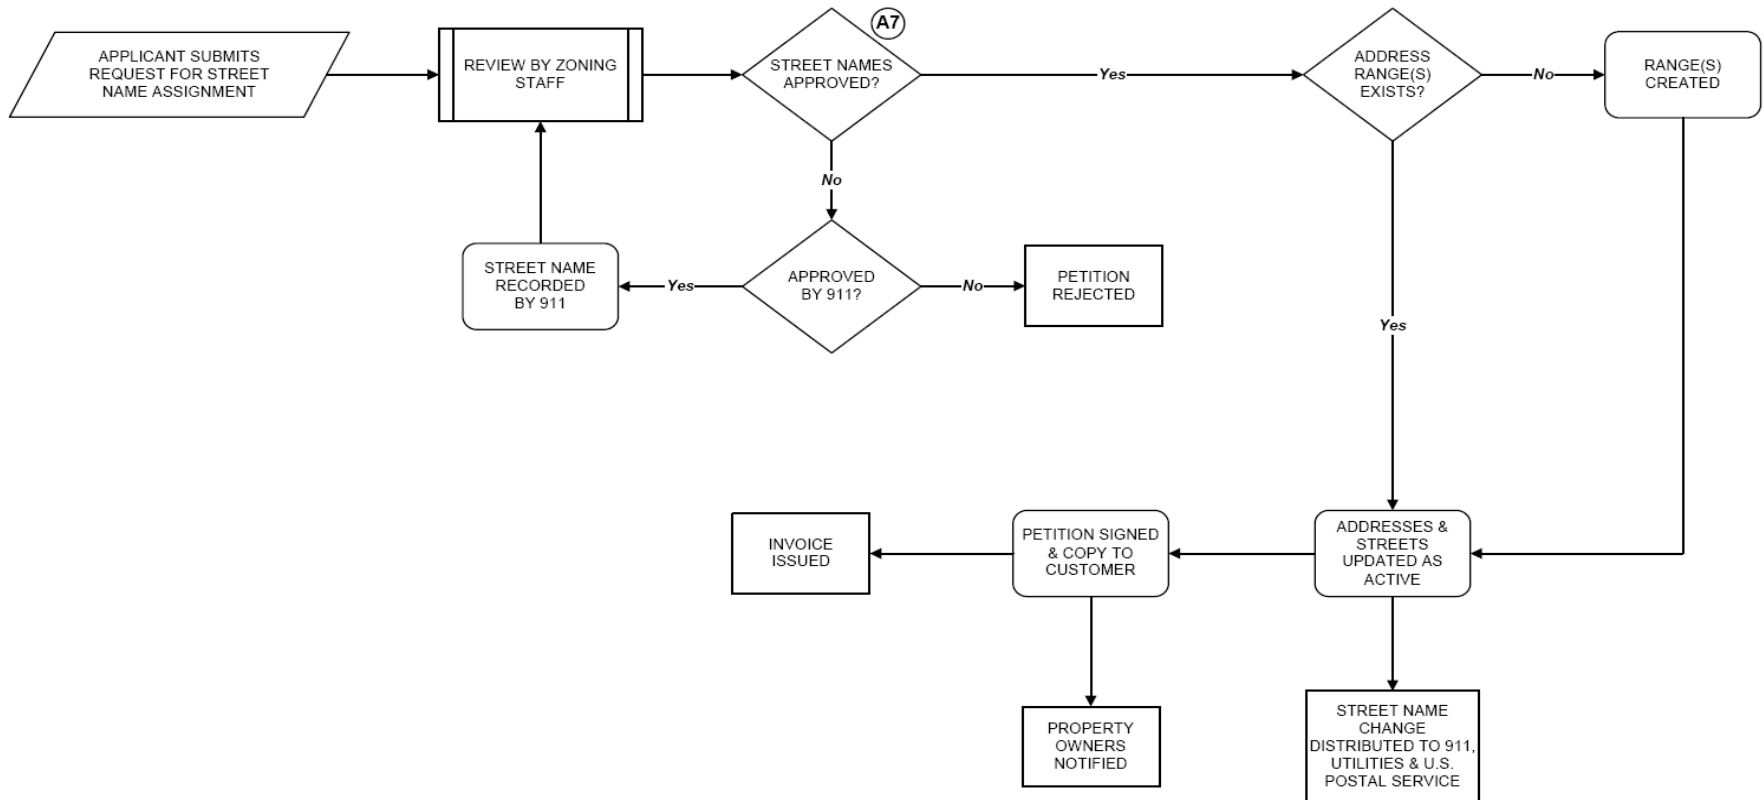 APPLICANT SUBMITS
REQUEST FOR STREET
NAME ASSIGNMENT
REVIEW BY ZONING
STAFF
A7
STREET NAMES
APPROVED?
Yes
ADDRESS
RANGE(S)
EXISTS?
No
RANGE(S)
CREATED
No
STREET NAME
RECORDED
BY 911
Yes
APPROVED
BY 911?
No
PETITION
REJECTED
Yes
INVOICE
ISSUED
PETITION SIGNED
& COPY TO
CUSTOMER
ADDRESSES &
STREETS
UPDATED AS
ACTIVE
PROPERTY
OWNERS
NOTIFIED
STREET NAME
CHANGE
DISTRIBUTED TO 911,
UTILITIES & U.S.
POSTAL SERVICE